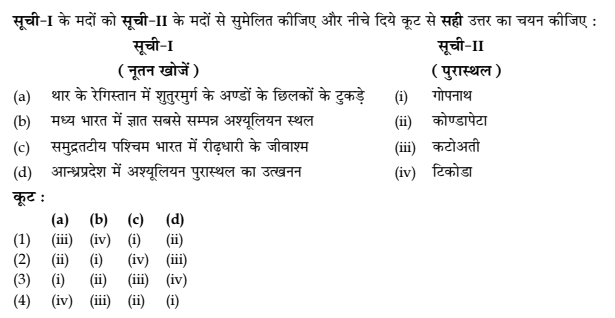 सूची-I के मदों को सूची-II के मदों से सुमेलित कीजिए और नीचे दिये कूट से सही उत्तर का चयन कीजिए :
सूची-I सूची-II
( नूतन खोजें ) ( पुरास्थल )
(a) थार के रेगिस्तान में शुतुरमुर्ग के अण्डों के छिलकों के टुकड़े (i) गोपनाथ
(b) मध्य भारत में ज्ञात सबसे सम्पन्न अश्यूलियन स्थल (ii) कोण्डापेटा
(c) समुद्रतटीय पश्चिम भारत में रीढ़धारी के जीवाश्म (iii) कटोअती
(d) आन्ध्रप्रदेश में अश्यूलियन पुरास्थल का उत्खनन (iv) टिकोडा
कूट :
(a) (b) (c) (d)
(1) (iii) (iv) (i) (ii)
(2) (ii) (i) (iv) (iii)
(3) (i) (ii) (iii) (iv)
(4) (iv) (iii) (ii) (i)